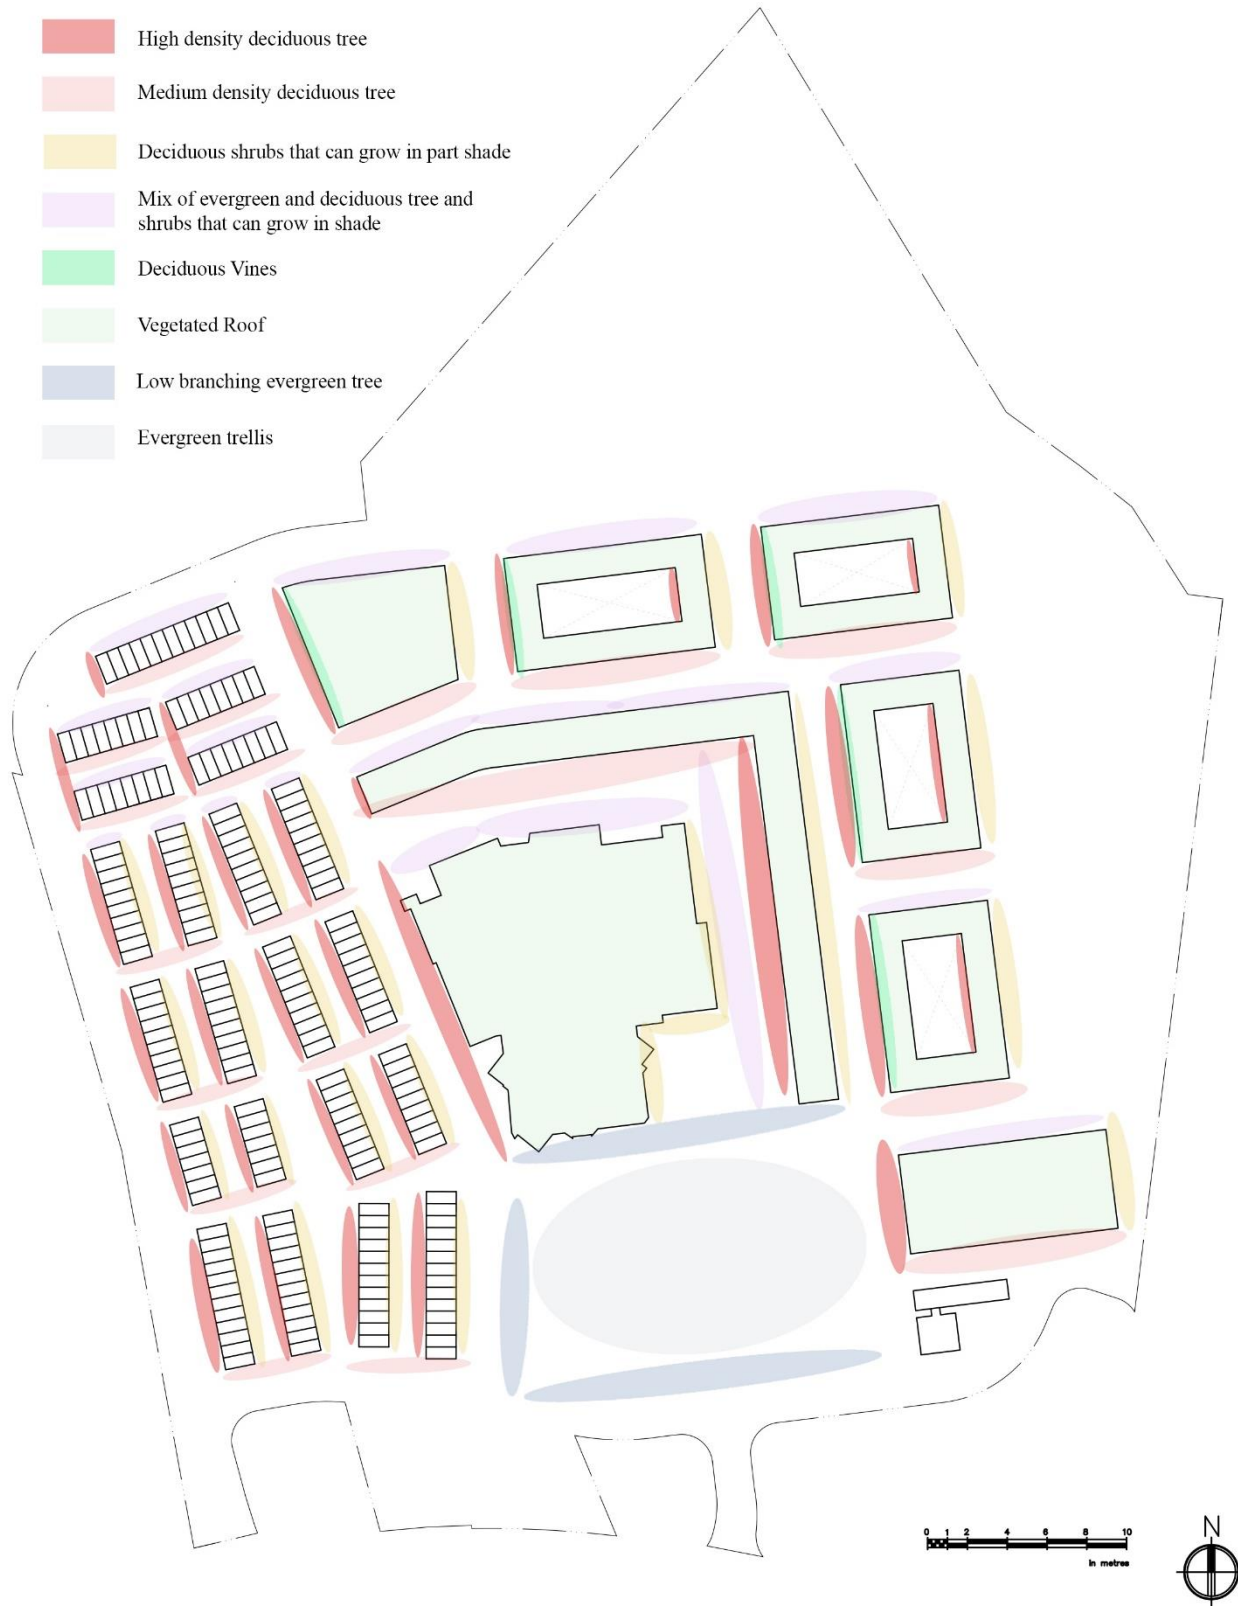 High density deciduous tree
Medium density deciduous tree
Deciduous shrubs that can grow in part shade
Mix of evergreen and deciduous tree and
shrubs that can grow in shade
Deciduous Vines
Vegetated Roof
Low branching evergreen tree
Evergreen trellis
0 1 2 4 6 8 10
in metres
N